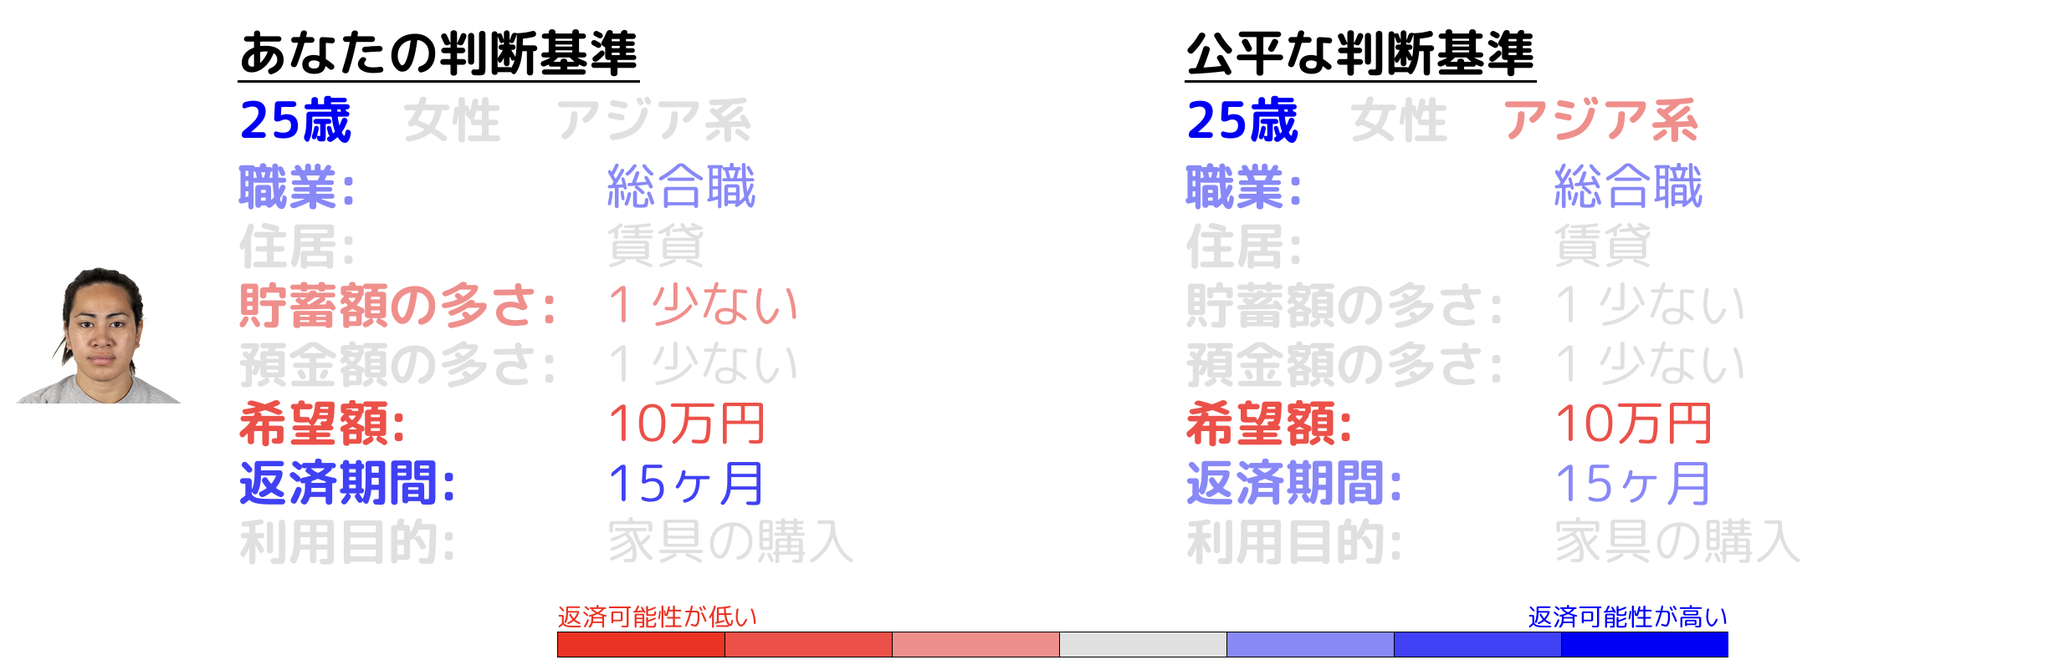 あなたの判断基準
25歳 女性 アジア系
職業: 総合職
住居: 賃貸
貯蓄額の多さ: 1 少ない
預金額の多さ: 1 少ない
希望額: 10万円
返済期間: 15ヶ月
利用目的: 家具の購入
公平な判断基準
25歳 女性 アジア系
職業: 総合職
住居: 賃貸
貯蓄額の多さ: 1 少ない
預金額の多さ: 1 少ない
希望額: 10万円
返済期間: 15ヶ月
利用目的: 家具の購入
返済可能性が低い
返済可能性が高い